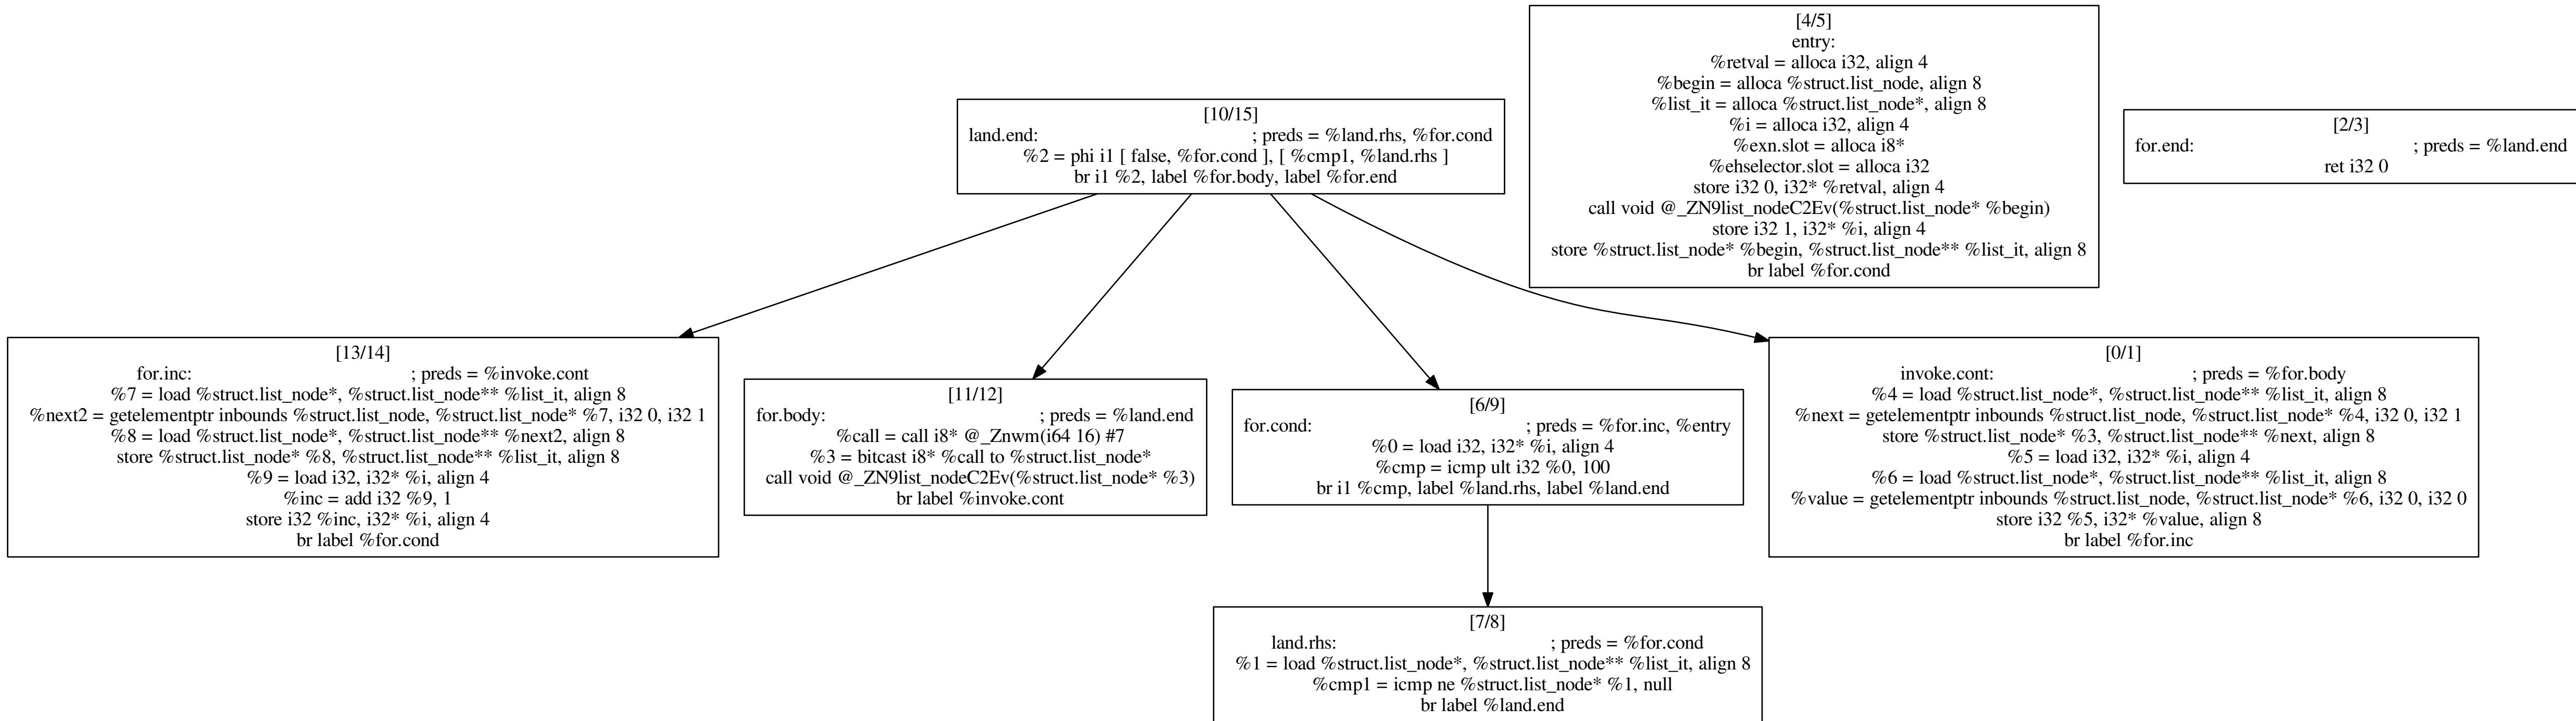 [4/5]
entry:
%retval = alloca i32, align 4
%begin = alloca %struct.list_node, align 8
%list_it = alloca %struct.list_node*, align 8
%i = alloca i32, align 4
%exn.slot = alloca i8*
%ehselector.slot = alloca i32
store i32 0, i32* %retval, align 4
call void @_ZN9list_nodeC2Ev(%struct.list_node* %begin)
store i32 1, i32* %i, align 4
store %struct.list_node* %begin, %struct.list_node** %list_it, align 8
br label %for.cond
[10/15]
land.end: ; preds = %land.rhs, %for.cond
%2 = phi i1 [ false, %for.cond ], [ %cmp1, %land.rhs ]
br i1 %2, label %for.body, label %for.end
[2/3]
for.end: ; preds = %land.end
ret i32 0
[13/14]
for.inc: ; preds = %invoke.cont
%7 = load %struct.list_node*, %struct.list_node** %list_it, align 8
%next2 = getelementptr inbounds %struct.list_node, %struct.list_node* %7, i32 0, i32 1
%8 = load %struct.list_node*, %struct.list_node** %next2, align 8
store %struct.list_node* %8, %struct.list_node** %list_it, align 8
%9 = load i32, i32* %i, align 4
%inc = add i32 %9, 1
store i32 %inc, i32* %i, align 4
br label %for.cond
[11/12]
for.body: ; preds = %land.end
%call = call i8* @_Znwm(i64 16) #7
%3 = bitcast i8* %call to %struct.list_node*
call void @_ZN9list_nodeC2Ev(%struct.list_node* %3)
br label %invoke.cont
[6/9]
for.cond: ; preds = %for.inc, %entry
%0 = load i32, i32* %i, align 4
%cmp = icmp ult i32 %0, 100
br i1 %cmp, label %land.rhs, label %land.end
[0/1]
invoke.cont: ; preds = %for.body
%4 = load %struct.list_node*, %struct.list_node** %list_it, align 8
%next = getelementptr inbounds %struct.list_node, %struct.list_node* %4, i32 0, i32 1
store %struct.list_node* %3, %struct.list_node** %next, align 8
%5 = load i32, i32* %i, align 4
%6 = load %struct.list_node*, %struct.list_node** %list_it, align 8
%value = getelementptr inbounds %struct.list_node, %struct.list_node* %6, i32 0, i32 0
store i32 %5, i32* %value, align 8
br label %for.inc
[7/8]
land.rhs: ; preds = %for.cond
%1 = load %struct.list_node*, %struct.list_node** %list_it, align 8
%cmp1 = icmp ne %struct.list_node* %1, null
br label %land.end